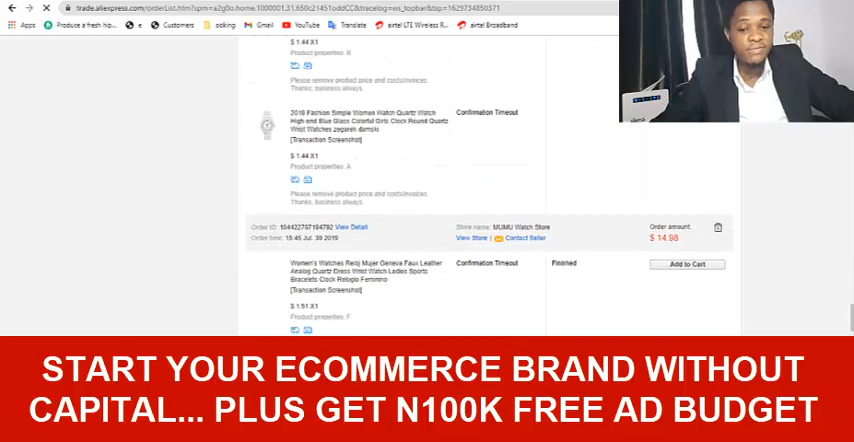 trade.aliexpress.com/orderList.htm?spm=a2g0o.home.1000001.31.650c21451oddCC&tracelog=ws_topbar&tsp=1629734850371
Apps Produce a fresh hip... e Customers ooking Gmail YouTube Translate airtel LTE Wireless R... airtel Broadband
$ 1.44 X1
Product properties: R
Please remove product price and costs/invoices.
Thanks, business always.
2019 Fashion Simple Women Watch Quartz Watch
High-end Blue Glass Colorful Girls Clock Round Quartz
Wrist Watches zegarek damski
[Transaction Screenshot]
Confirmation Timeout
$ 1.44 X1
Product properties: A
Please remove product price and costs/invoices.
Thanks, business always.
Order ID: 104422767194792 View Detail
Order time: 15:45 Jul. 30 2019
Store name: MUMU Watch Store
View Store | Contact Seller
Order amount:
$ 14.98
Women's Watches Reloj Mujer Geneva Faux Leather
Analog Quartz Dress Wrist Watch Ladies Sports
Bracelets Clock Relogio Feminino
[Transaction Screenshot]
Confirmation Timeout
Finished
Add to Cart
$ 1.51 X1
Product properties: F
START YOUR ECOMMERCE BRAND WITHOUT
CAPITAL... PLUS GET N100K FREE AD BUDGET